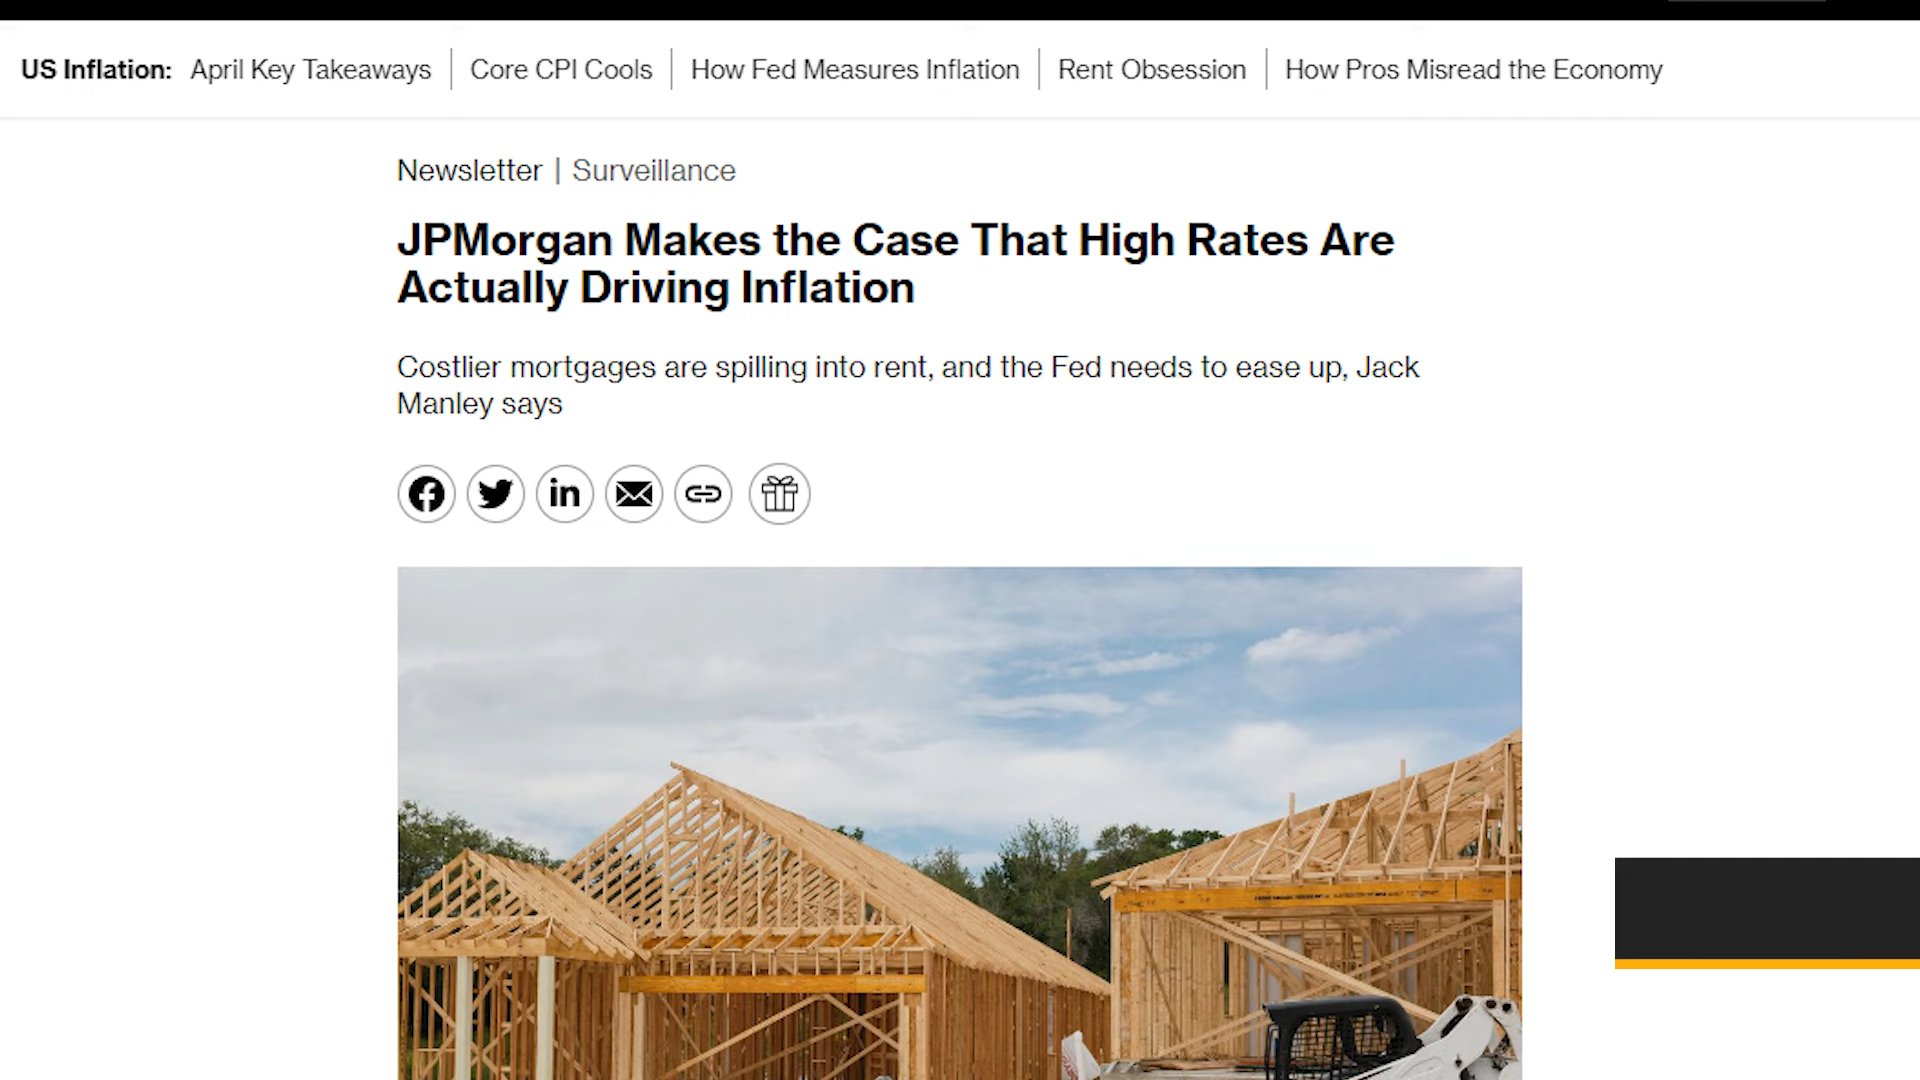 US Inflation: April Key Takeaways | Core CPI Cools | How Fed Measures Inflation | Rent Obsession | How Pros Misread the Economy
Newsletter | Surveillance
JPMorgan Makes the Case That High Rates Are
Actually Driving Inflation
Costlier mortgages are spilling into rent, and the Fed needs to ease up, Jack
Manley says